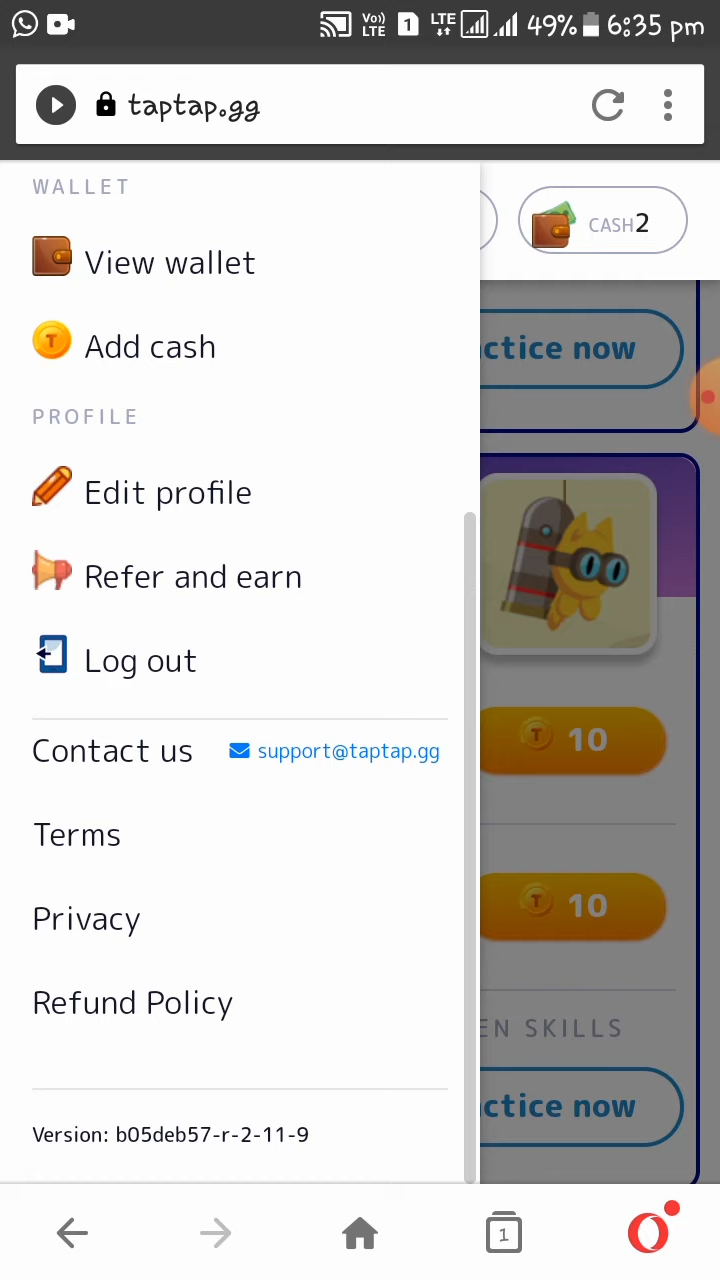 Vo)) LTE 1 LTE 49% 6:35 pm
taptap.gg
WALLET
CASH2
View wallet
Add cash
ctice now
PROFILE
Edit profile
Refer and earn
Log out
Contact us support@taptap.gg
T 10
Terms
Privacy
T 10
Refund Policy
EN SKILLS
ctice now
Version: b05deb57-r-2-11-9
1